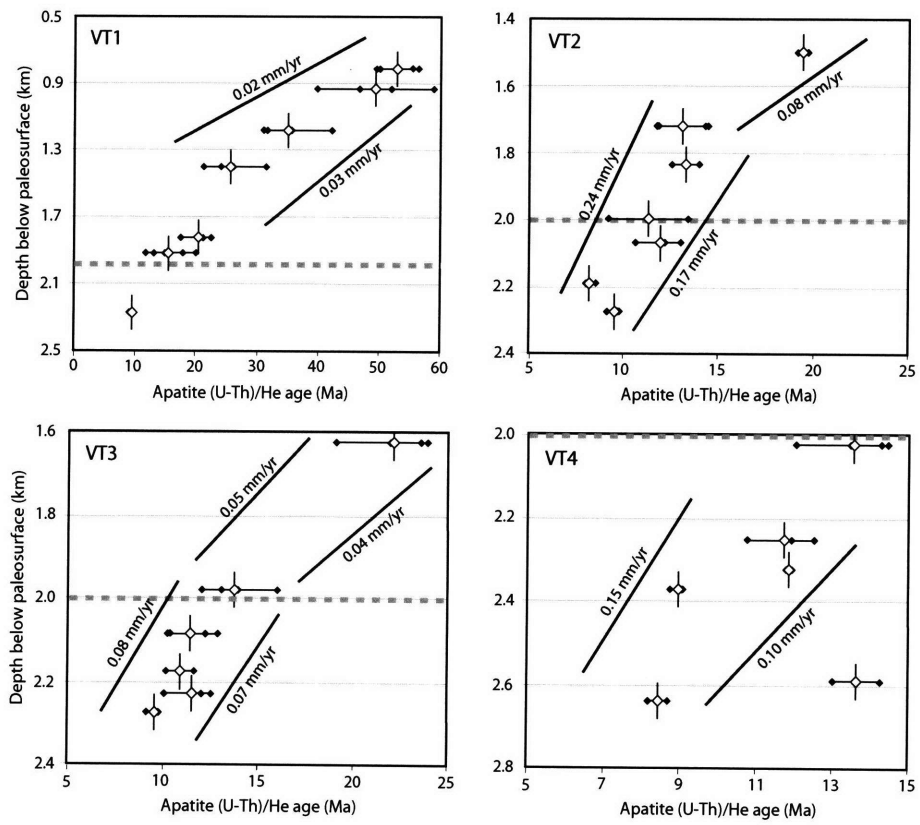 VT1
0.5
0.9
1.3
1.7
2.1
2.5
Depth below paleosurface (km)
0.02 mm/yr
0.03 mm/yr
0
10
20
30
40
50
60
Apatite (U-Th)/He age (Ma)
VT2
1.4
1.6
1.8
2.0
2.2
2.4
0.08 mm/yr
0.24 mm/yr
0.17 mm/yr
5
10
15
20
25
Apatite (U-Th)/He age (Ma)
VT3
1.6
1.8
2.0
2.2
2.4
Depth below paleosurface (km)
0.05 mm/yr
0.04 mm/yr
0.08 mm/yr
0.07 mm/yr
5
10
15
20
25
Apatite (U-Th)/He age (Ma)
VT4
2.0
2.2
2.4
2.6
2.8
0.15 mm/yr
0.10 mm/yr
5
7
9
11
13
15
Apatite (U-Th)/He age (Ma)